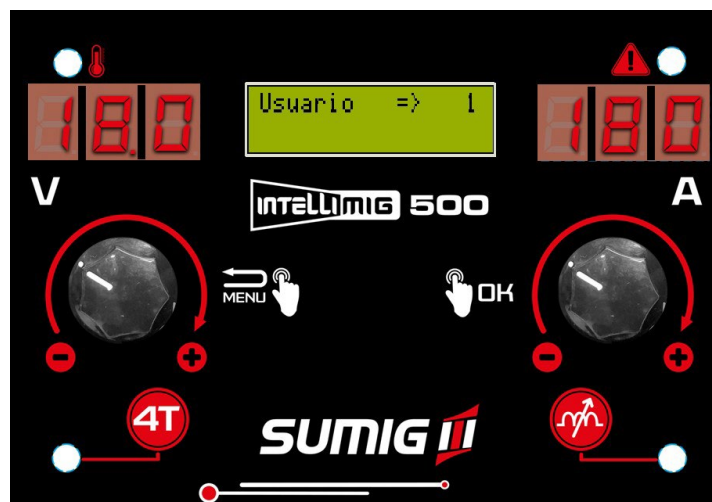 18.0
Usuario => 1
180
V
INTELLIMIG 500
A
MENU
OK
4T
SUMIG